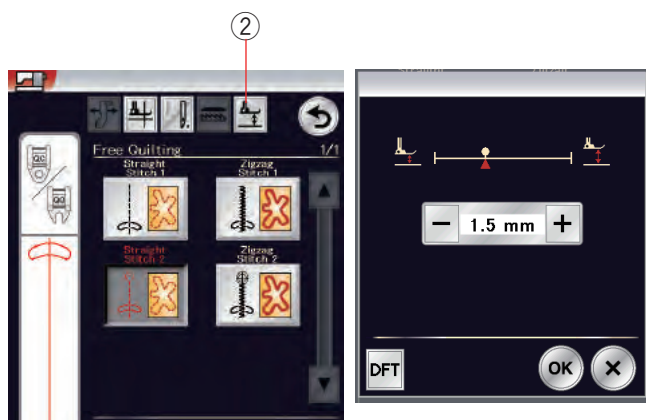 2
Free Quilting 1/1
Straight Stitch 1
Zigzag Stitch 1
Straight Stitch 2
Zigzag Stitch 2
1.5 mm
DFT
OK